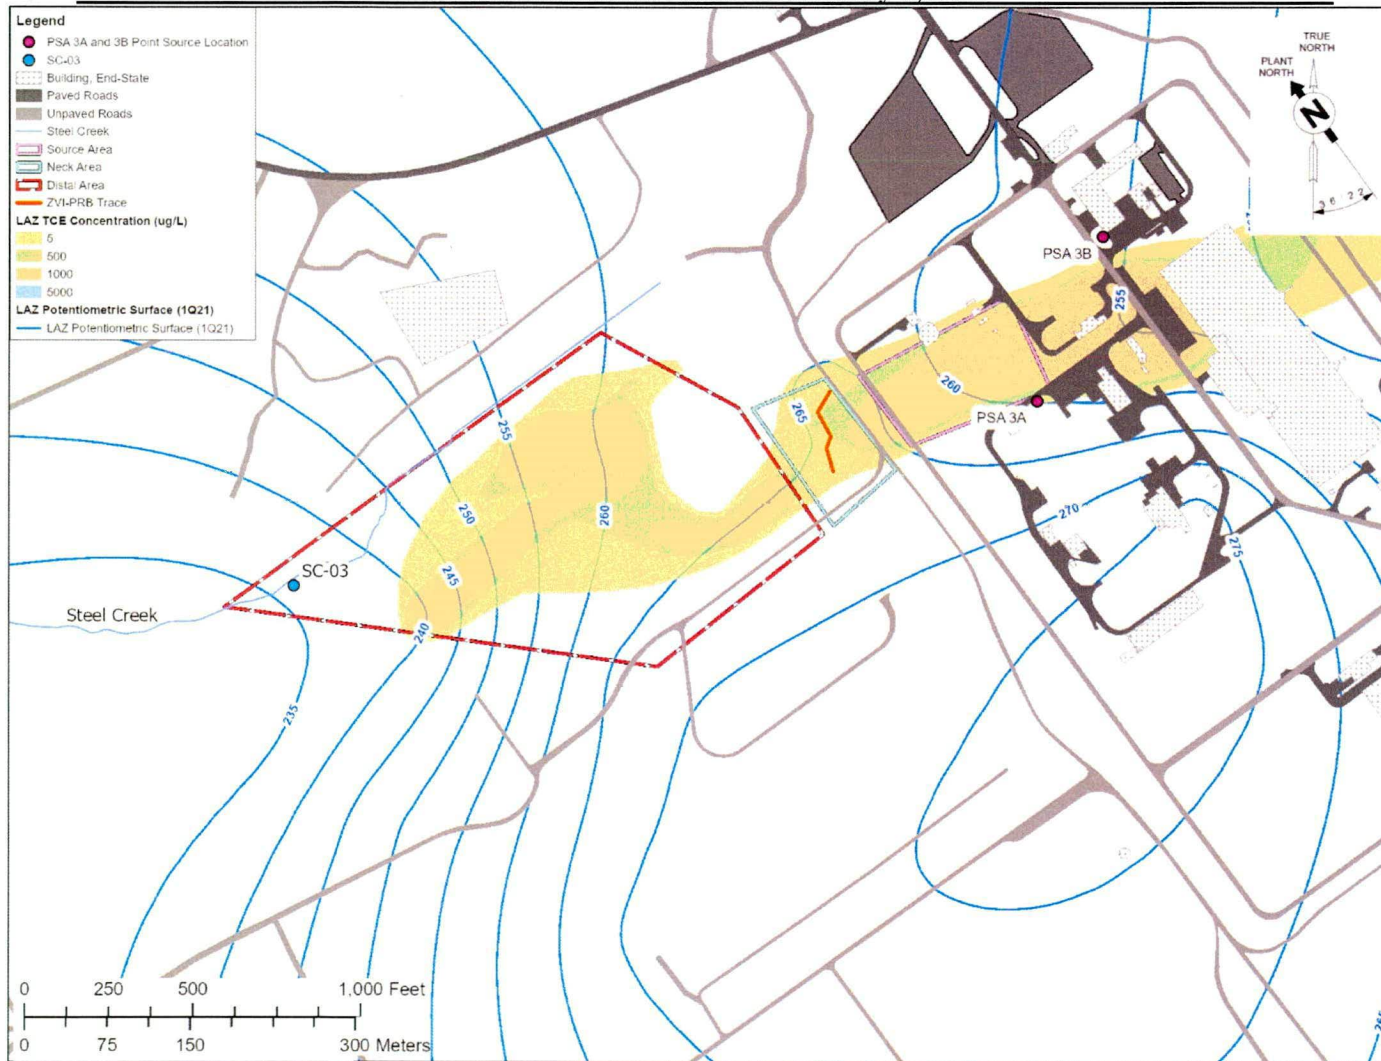 Legend
PSA 3A and 3B Point Source Location
SC-03
Building, End-State
Paved Roads
Unpaved Roads
Steel Creek
Source Area
Neck Area
Distal Area
ZVI-PRB Trace
LAZ TCE Concentration (ug/L)
5
500
1000
5000
LAZ Potentiometric Surface (1Q21)
LAZ Potentiometric Surface (1Q21)
TRUE NORTH
PLANT NORTH
N
36 22
PSA 3B
255
260
PSA 3A
265
255
250
260
270
275
245
SC-03
Steel Creek
240
235
265
0 250 500 1,000 Feet
0 75 150 300 Meters